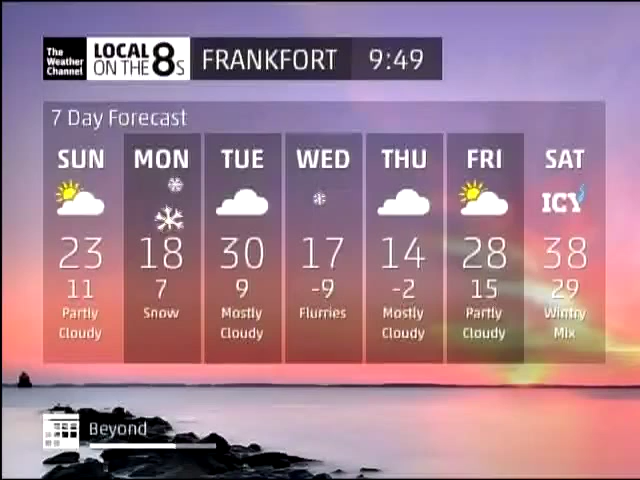 The
Weather
Channel
LOCAL
ON THE 8s
FRANKFORT 9:49
7 Day Forecast
SUN MON TUE WED THU FRI SAT
ICY
23 18 30 17 14 28 38
11 7 9 -9 -2 15 29
Partly Snow Mostly Flurries Mostly Partly Wintry
Cloudy Cloudy Cloudy Cloudy Mix
Beyond